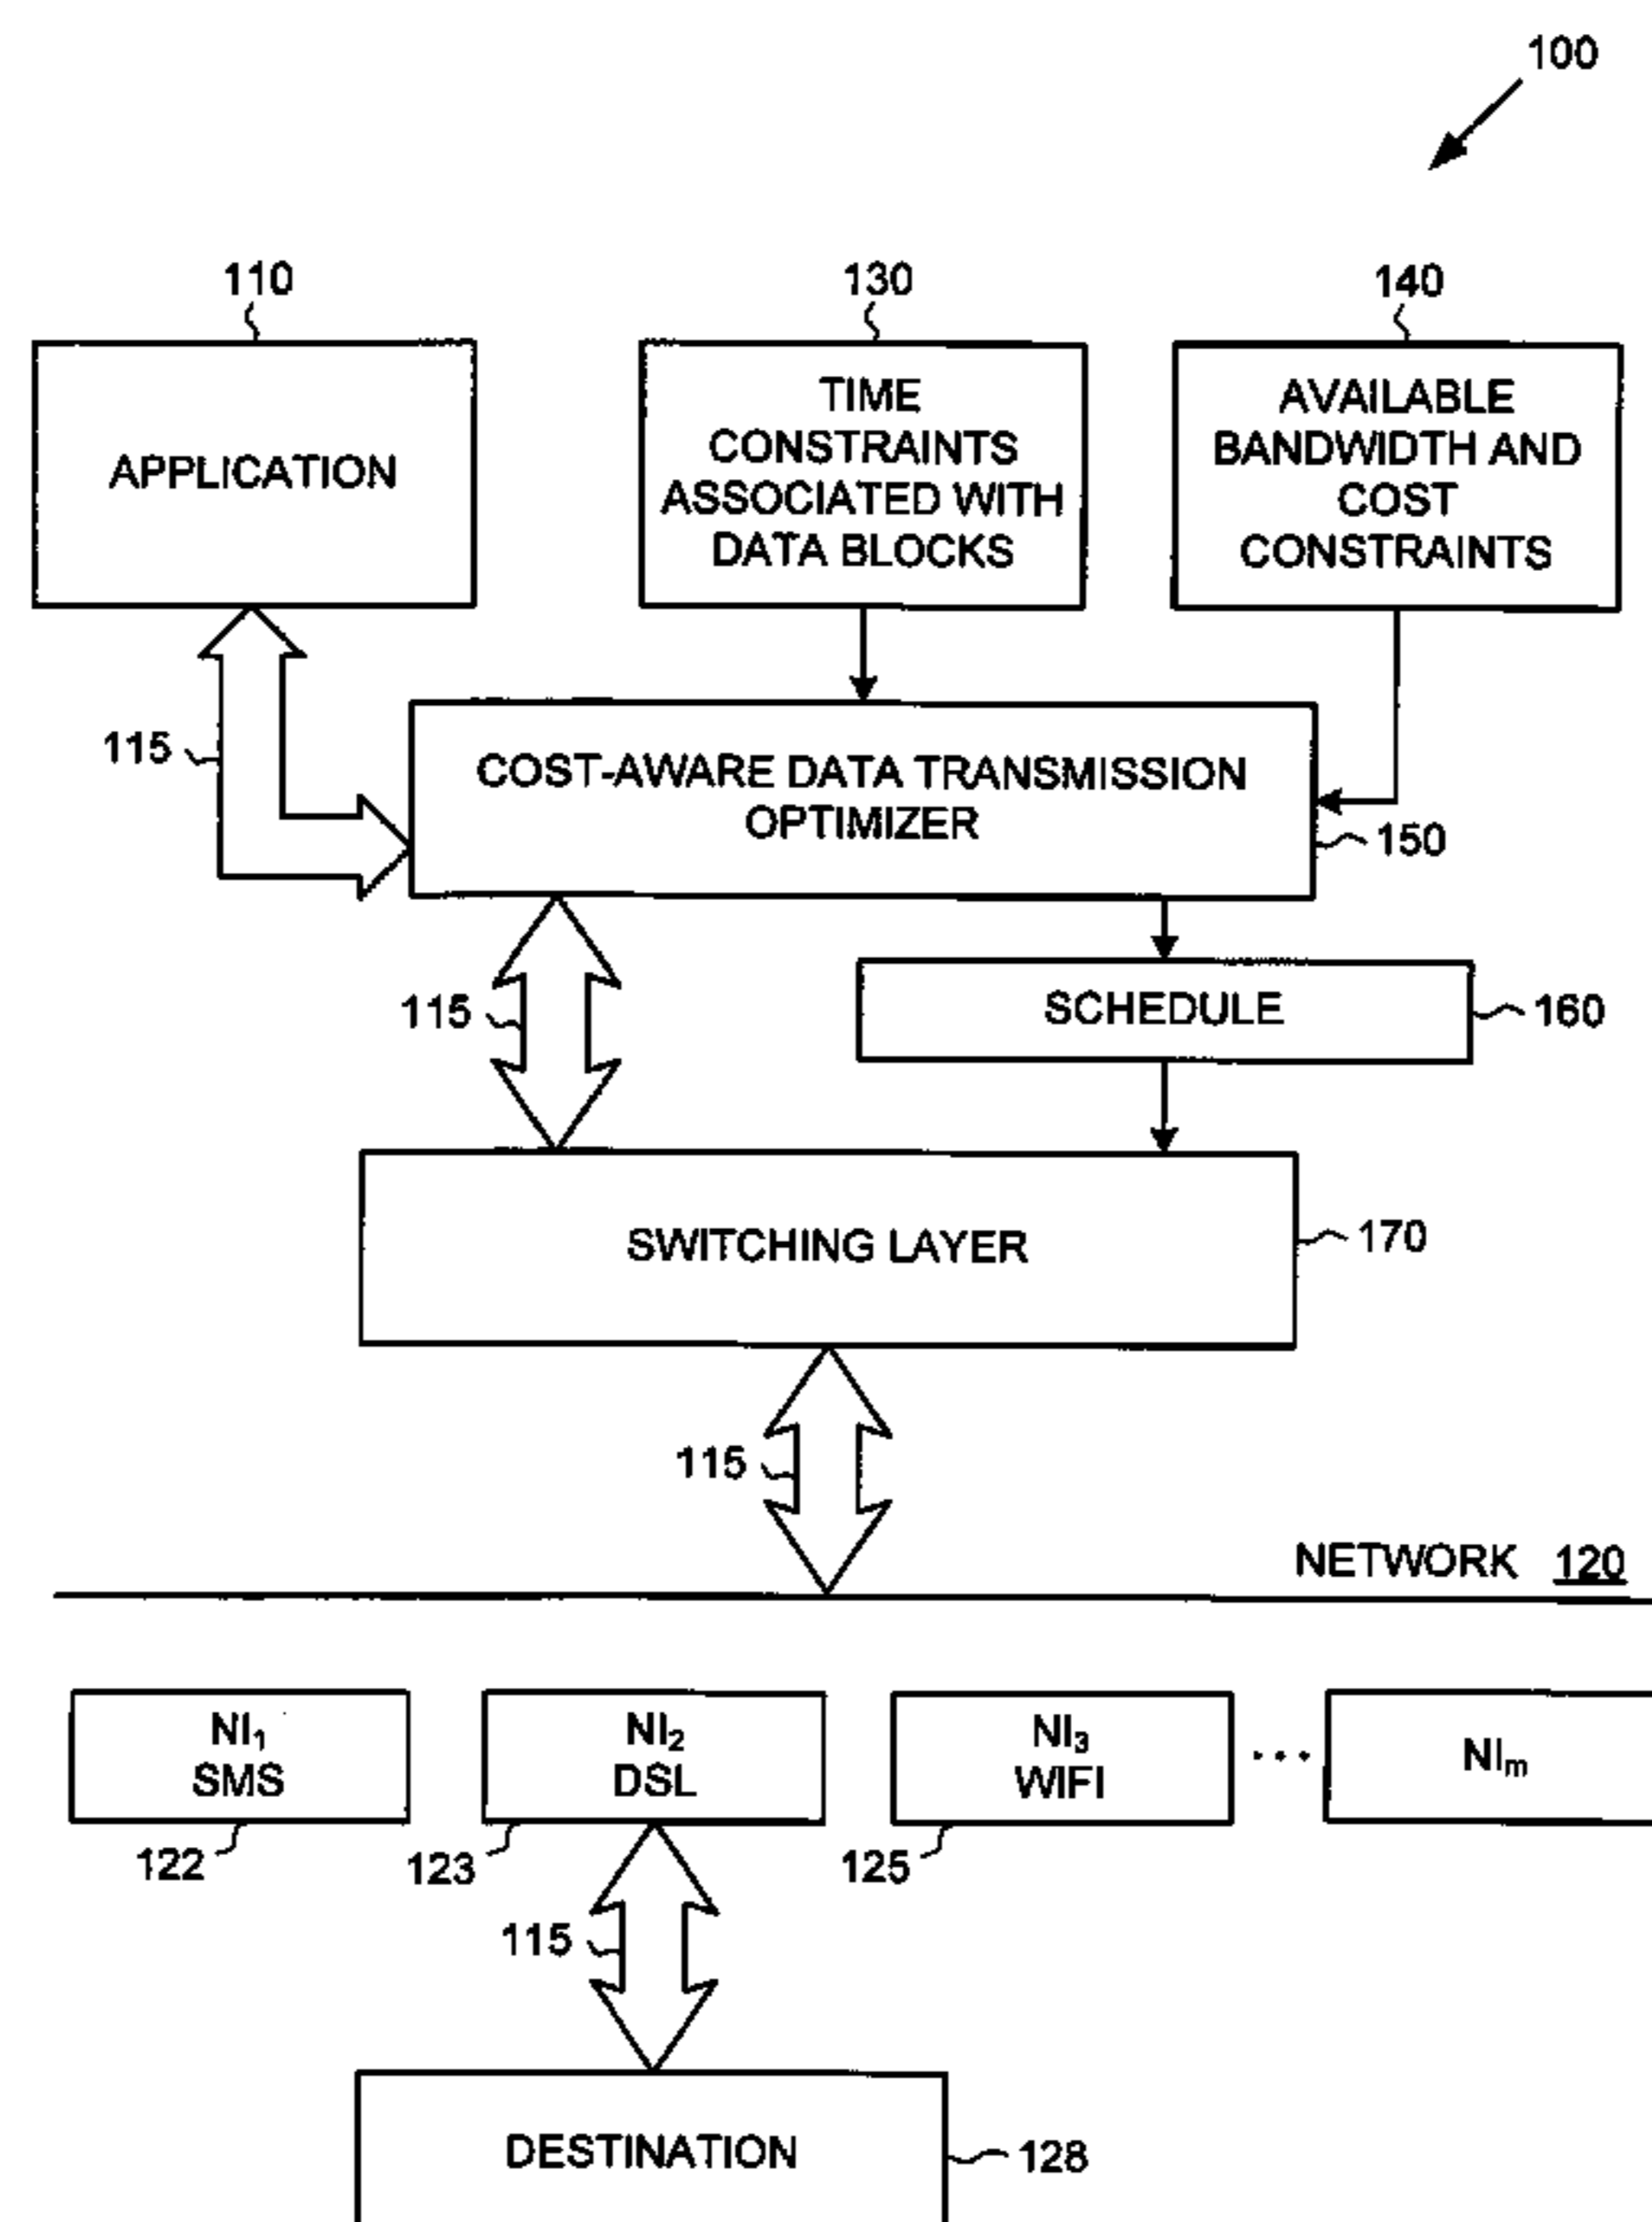 100
110
130
140
APPLICATION
TIME
CONSTRAINTS
ASSOCIATED WITH
DATA BLOCKS
AVAILABLE
BANDWIDTH AND
COST
CONSTRAINTS
115
COST-AWARE DATA TRANSMISSION
OPTIMIZER
150
115
SCHEDULE
160
SWITCHING LAYER
170
115
NETWORK 120
NI₁
SMS
NI₂
DSL
NI₃
WIFI
...
NIₘ
122
123
125
115
DESTINATION
128